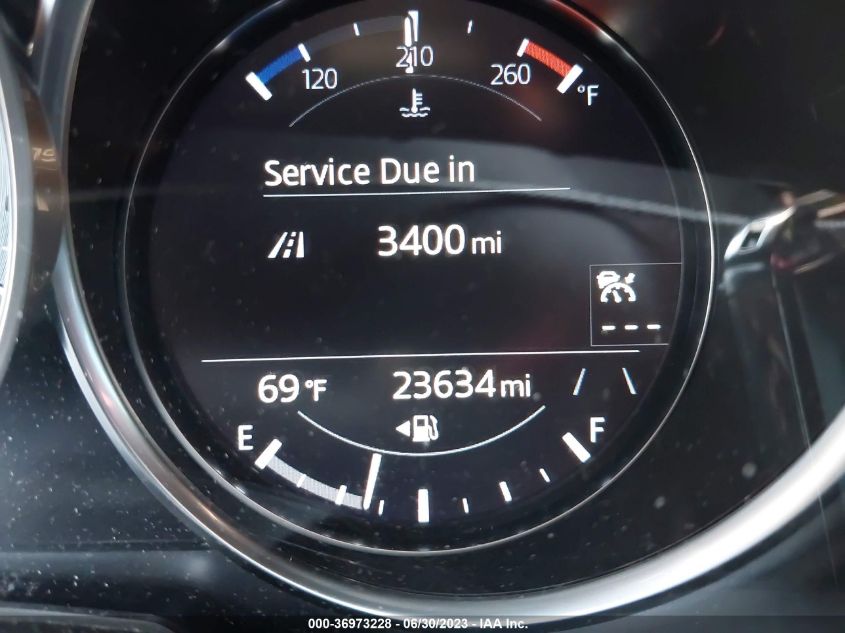 120 210 260 °F
Service Due in
3400 mi
- - -
69°F 23634 mi
E F
000-36973228 - 06/30/2023 - IAA Inc.